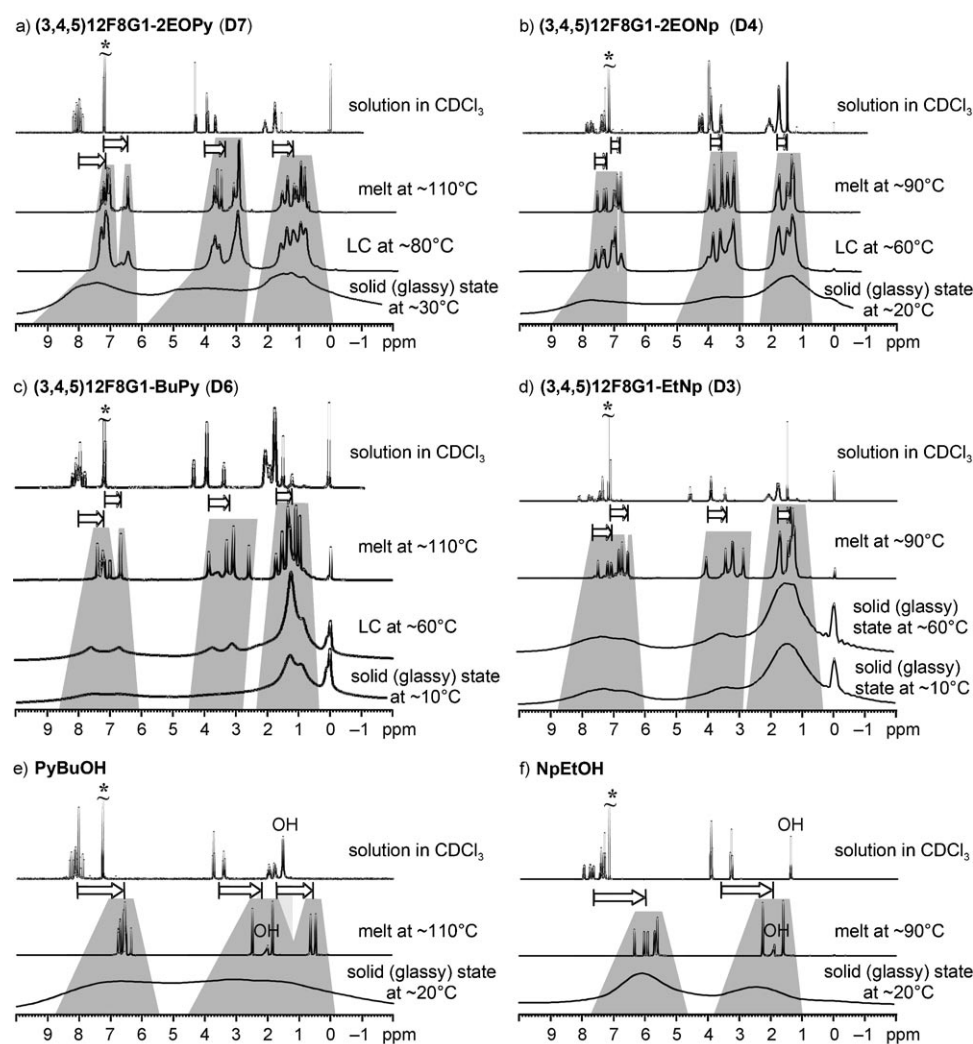 a) (3,4,5)12F8G1-2EOPy (D7)
*
~
solution in CDCl₃
melt at ~110°C
LC at ~80°C
solid (glassy) state
at ~30°C
9 8 7 6 5 4 3 2 1 0 –1 ppm
b) (3,4,5)12F8G1-2EONp (D4)
*
~
solution in CDCl₃
melt at ~90°C
LC at ~60°C
solid (glassy) state
at ~20°C
9 8 7 6 5 4 3 2 1 0 –1 ppm
c) (3,4,5)12F8G1-BuPy (D6)
*
~
solution in CDCl₃
melt at ~110°C
LC at ~60°C
solid (glassy) state
at ~10°C
9 8 7 6 5 4 3 2 1 0 ppm
d) (3,4,5)12F8G1-EtNp (D3)
*
~
solution in CDCl₃
melt at ~90°C
solid (glassy)
state at ~60°C
solid (glassy)
state at ~10°C
9 8 7 6 5 4 3 2 1 0 ppm
e) PyBuOH
*
~
OH
solution in CDCl₃
OH
melt at ~110°C
solid (glassy) state
at ~20°C
9 8 7 6 5 4 3 2 1 0 ppm
f) NpEtOH
*
~
OH
solution in CDCl₃
OH
melt at ~90°C
solid (glassy) state
at ~20°C
9 8 7 6 5 4 3 2 1 0 ppm